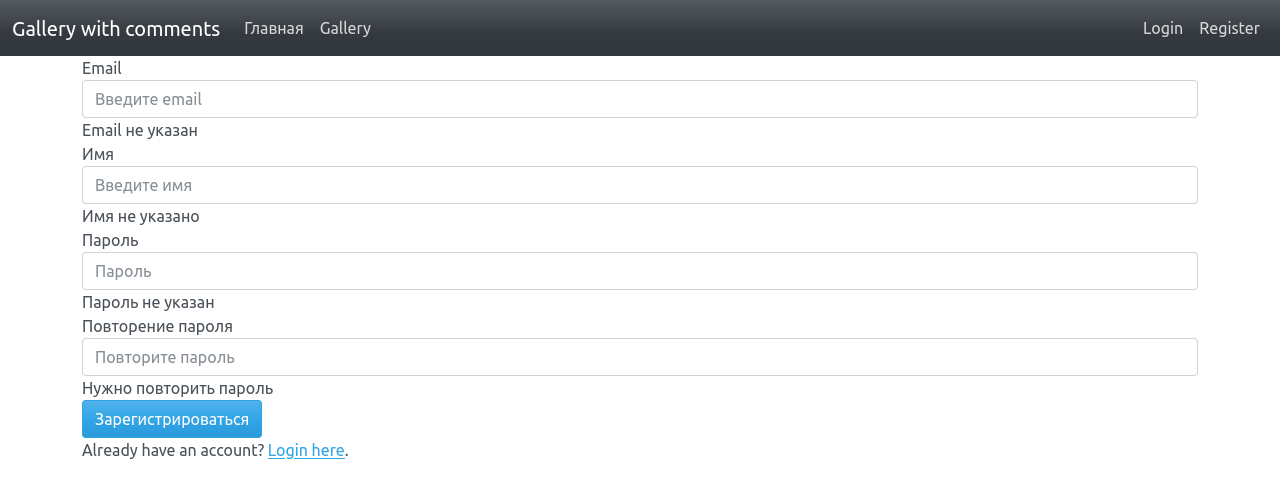 Gallery with comments Главная Gallery Login Register
Email
Введите email
Email не указан
Имя
Введите имя
Имя не указано
Пароль
Пароль
Пароль не указан
Повторение пароля
Повторите пароль
Нужно повторить пароль
Зарегистрироваться
Already have an account? Login here.